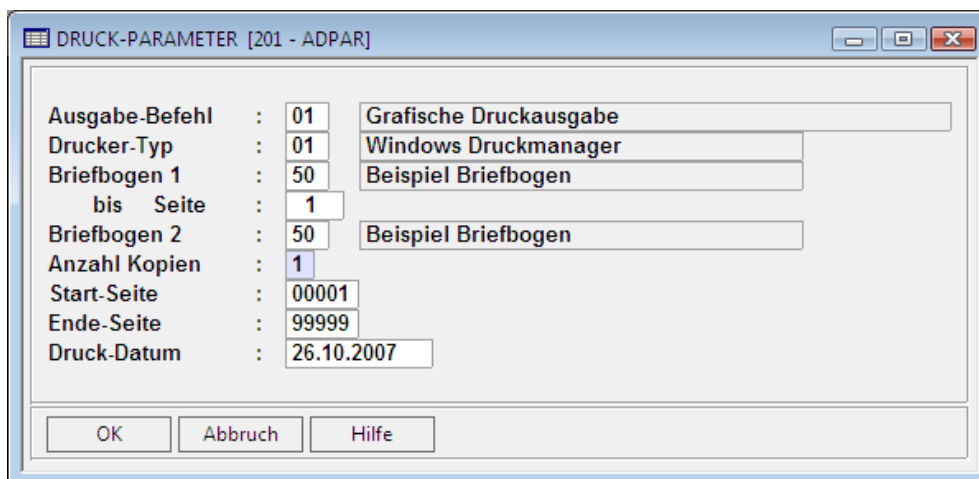 DRUCK-PARAMETER [201 - ADPAR]
Ausgabe-Befehl : 01 Grafische Druckausgabe
Drucker-Typ : 01 Windows Druckmanager
Briefbogen 1 : 50 Beispiel Briefbogen
bis Seite : 1
Briefbogen 2 : 50 Beispiel Briefbogen
Anzahl Kopien : 1
Start-Seite : 00001
Ende-Seite : 99999
Druck-Datum : 26.10.2007
OK Abbruch Hilfe